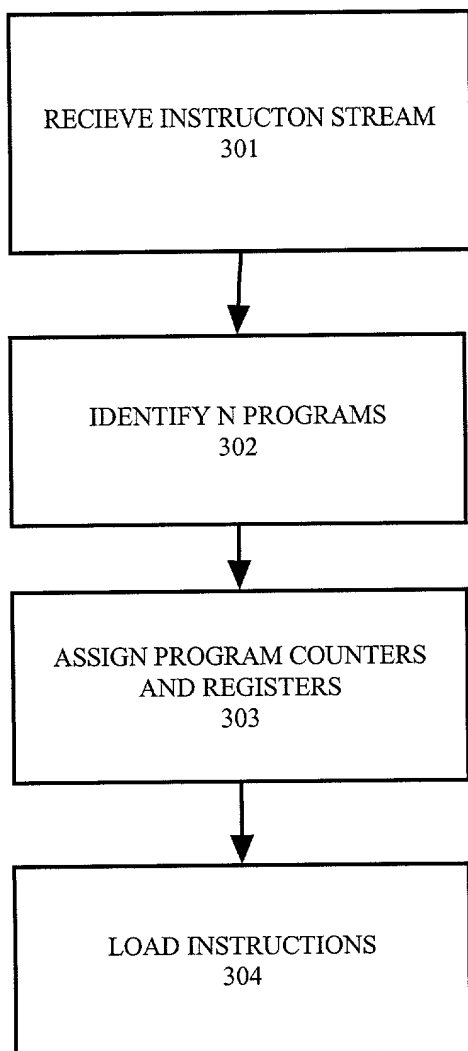 RECIEVE INSTRUCTON STREAM
301
IDENTIFY N PROGRAMS
302
ASSIGN PROGRAM COUNTERS
AND REGISTERS
303
LOAD INSTRUCTIONS
304